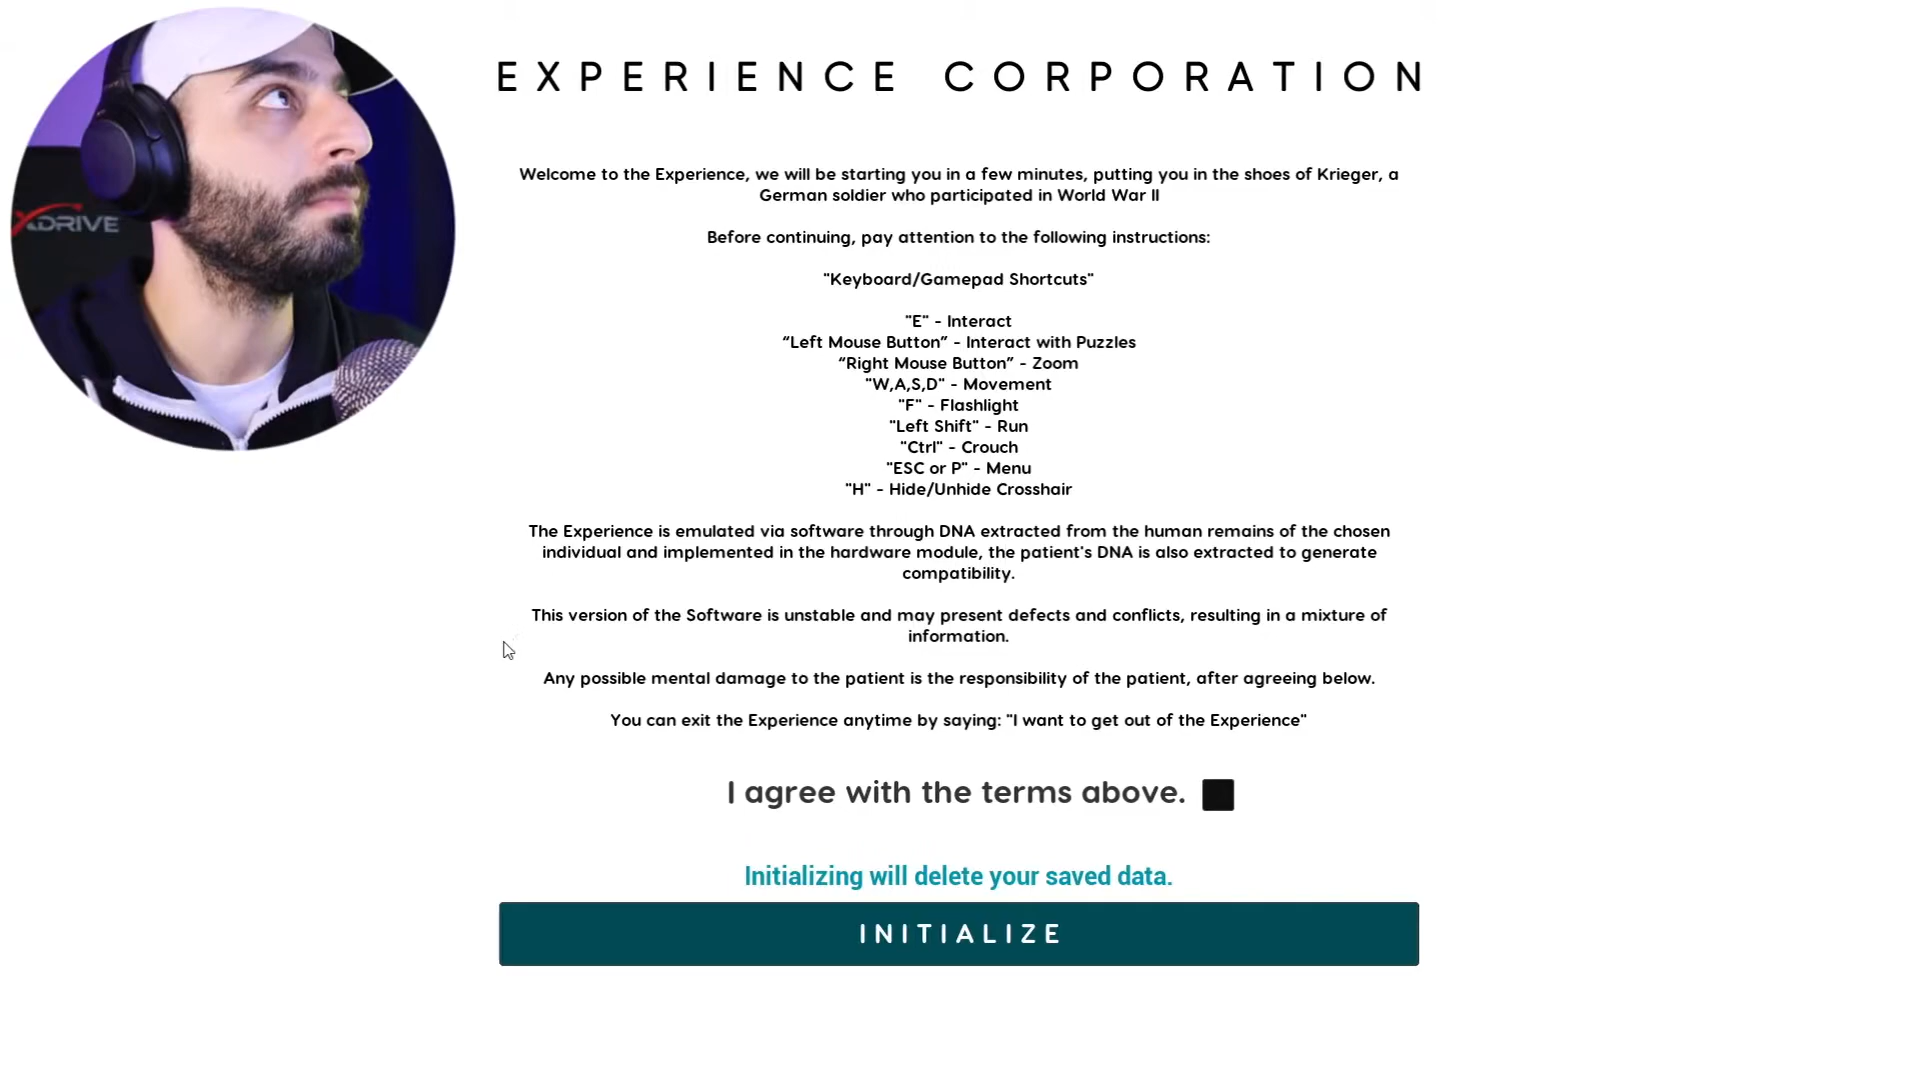 EXPERIENCE CORPORATION
Welcome to the Experience, we will be starting you in a few minutes, putting you in the shoes of Krieger, a
German soldier who participated in World War II
Before continuing, pay attention to the following instructions:
"Keyboard/Gamepad Shortcuts"
"E" - Interact
“Left Mouse Button” - Interact with Puzzles
“Right Mouse Button” - Zoom
"W,A,S,D" - Movement
"F" - Flashlight
"Left Shift" - Run
"Ctrl" - Crouch
"ESC or P" - Menu
"H" - Hide/Unhide Crosshair
The Experience is emulated via software through DNA extracted from the human remains of the chosen
individual and implemented in the hardware module, the patient's DNA is also extracted to generate
compatibility.
This version of the Software is unstable and may present defects and conflicts, resulting in a mixture of
information.
Any possible mental damage to the patient is the responsibility of the patient, after agreeing below.
You can exit the Experience anytime by saying: "I want to get out of the Experience"
I agree with the terms above.
Initializing will delete your saved data.
INITIALIZE
XDRIVE